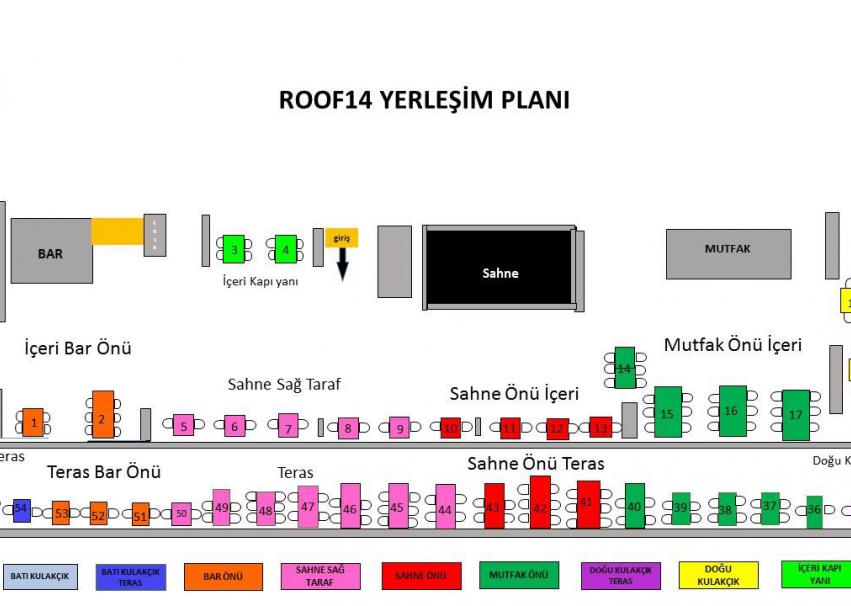 ROOF14 YERLEŞİM PLANI
BAR
3
4
giriş
İçeri Kapı yanı
Sahne
MUTFAK
İçeri Bar Önü
Mutfak Önü İçeri
14
Sahne Sağ Taraf
Sahne Önü İçeri
1
2
5
6
7
8
9
10
11
12
13
15
16
17
eras
Teras Bar Önü
Teras
Sahne Önü Teras
Doğu K
54
53
52
51
50
49
48
47
46
45
44
43
42
41
40
39
38
37
36
BATI KULAKÇIK
BATI KULAKÇIK
TERAS
BAR ÖNÜ
SAHNE SAĞ
TARAF
SAHNE ÖNÜ
MUTFAK ÖNÜ
DOĞU KULAKÇIK
TERAS
DOĞU
KULAKÇIK
İÇERİ KAPI
YANI